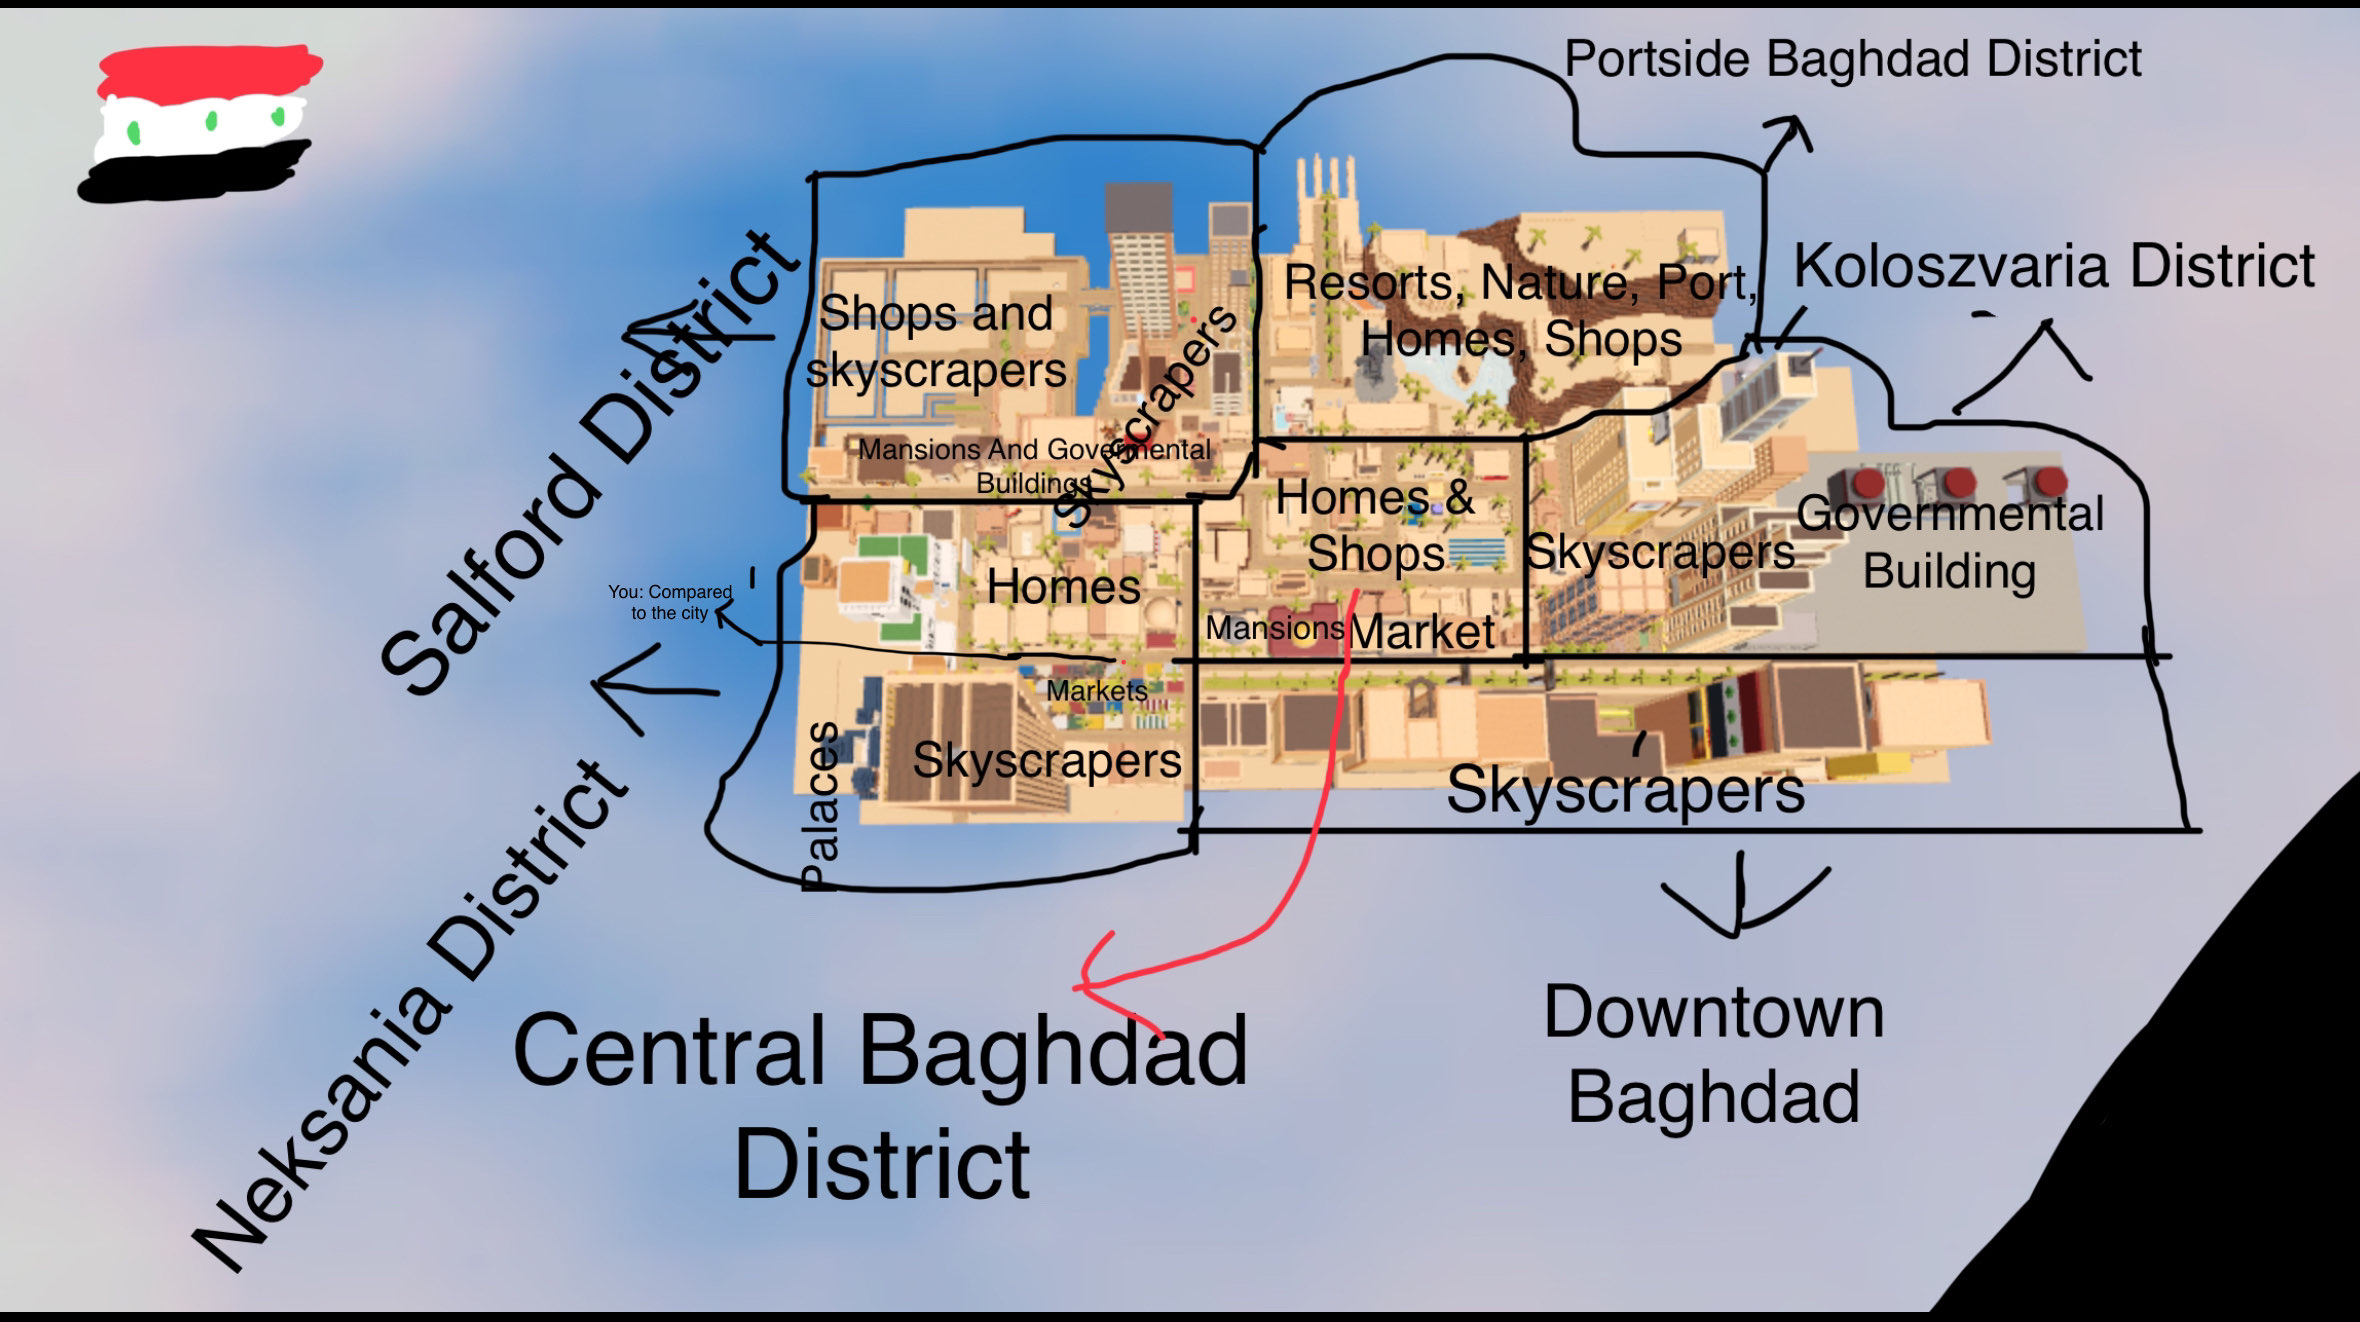 Portside Baghdad District
Koloszvaria District
Salford District
Shops and
skyscrapers
Skyscrapers
Mansions And Govermental
Buildings
Resorts, Nature, Port,
Homes, Shops
Homes &
Shops
Mansions
Market
Skyscrapers
Governmental
Building
You: Compared
to the city
Homes
Markets
Skyscrapers
Palaces
Skyscrapers
Neksania District
Central Baghdad
District
Downtown
Baghdad